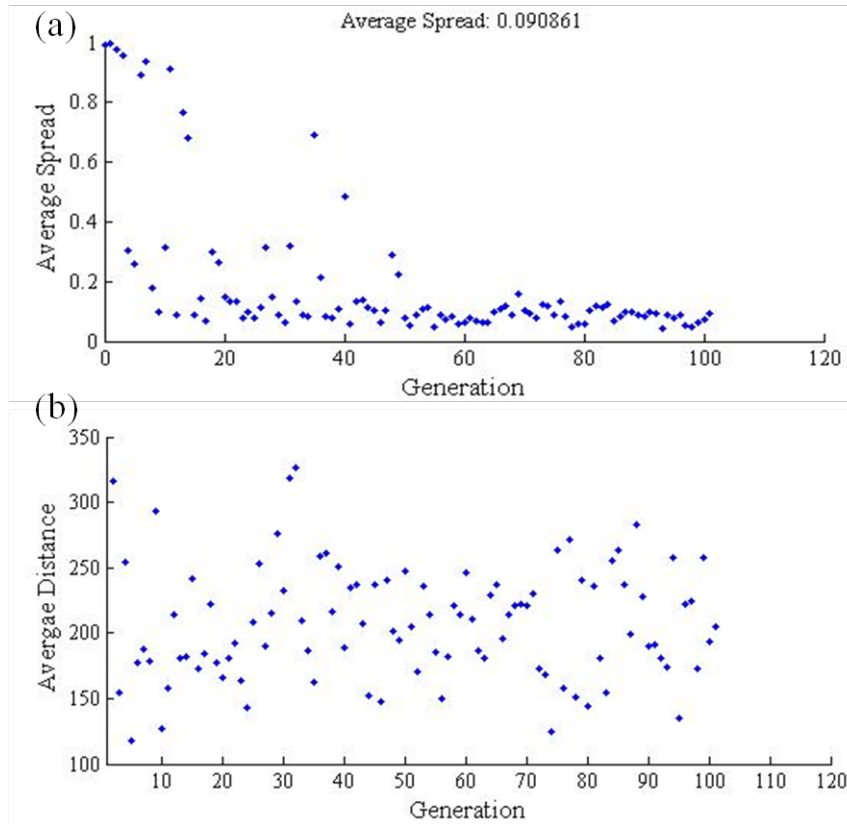 (a)
Average Spread: 0.090861
1
0.8
0.6
0.4
0.2
0
Average Spread
0 20 40 60 80 100 120
Generation
(b)
350
300
250
200
150
100
Avergae Distance
10 20 30 40 50 60 70 80 90 100 110 120
Generation